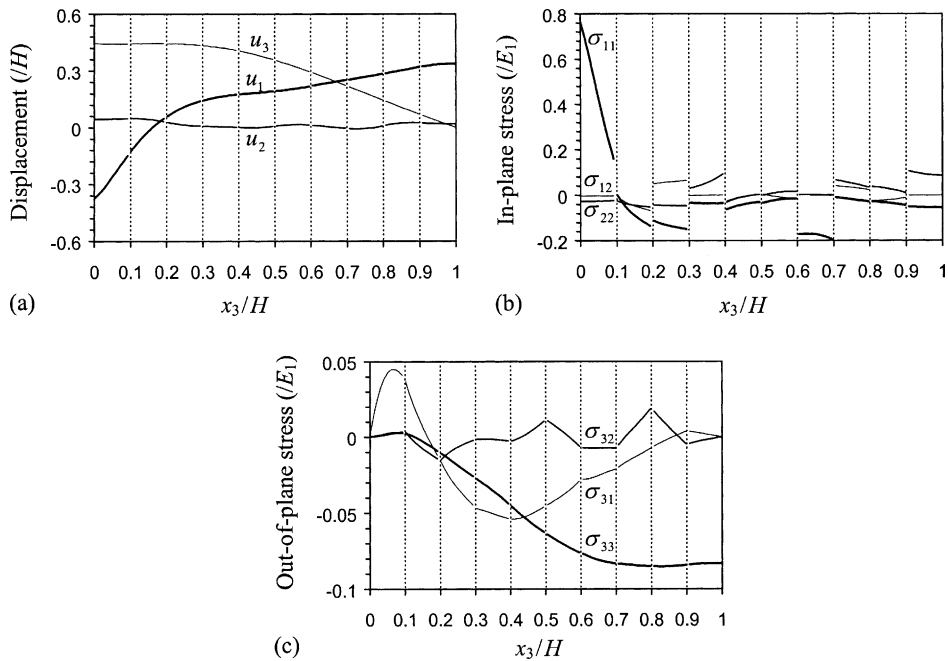 Displacement (/H)
0.6
0.3
0
-0.3
-0.6
u3
u1
u2
0 0.1 0.2 0.3 0.4 0.5 0.6 0.7 0.8 0.9 1
x3/H
(a)
In-plane stress (/E1)
0.8
0.6
0.4
0.2
0
-0.2
σ11
σ12
σ22
0 0.1 0.2 0.3 0.4 0.5 0.6 0.7 0.8 0.9 1
x3/H
(b)
Out-of-plane stress (/E1)
0.05
0
-0.05
-0.1
σ32
σ31
σ33
0 0.1 0.2 0.3 0.4 0.5 0.6 0.7 0.8 0.9 1
x3/H
(c)